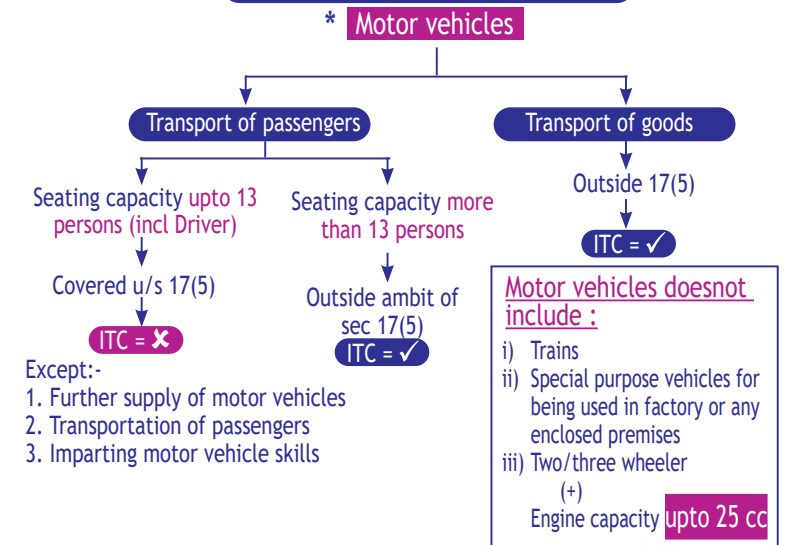 * Motor vehicles
Transport of passengers
Transport of goods
Seating capacity upto 13
persons (incl Driver)
Covered u/s 17(5)
ITC = ✘
Except:-
1. Further supply of motor vehicles
2. Transportation of passengers
3. Imparting motor vehicle skills
Seating capacity more
than 13 persons
Outside ambit of
sec 17(5)
ITC = ✓
Outside 17(5)
ITC = ✓
Motor vehicles doesnot
include :
i) Trains
ii) Special purpose vehicles for
being used in factory or any
enclosed premises
iii) Two/three wheeler
(+)
Engine capacity upto 25 cc